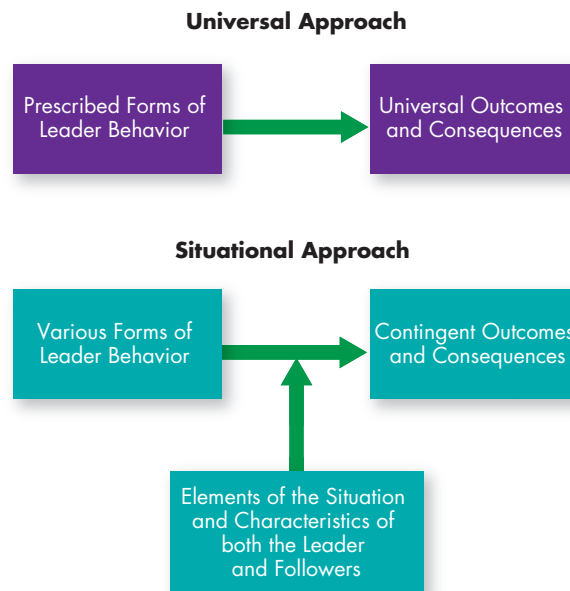 Universal Approach
Prescribed Forms of
Leader Behavior
Universal Outcomes
and Consequences
Situational Approach
Various Forms of
Leader Behavior
Contingent Outcomes
and Consequences
Elements of the Situation
and Characteristics of
both the Leader
and Followers